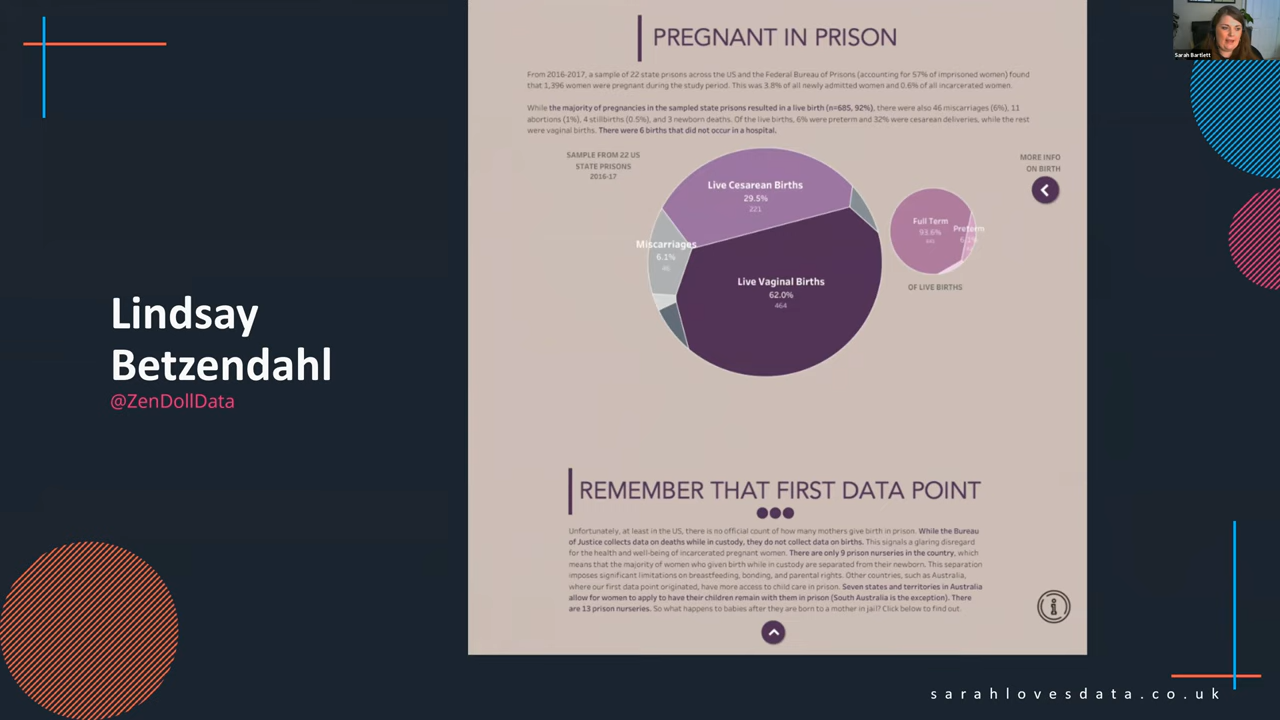 PREGNANT IN PRISON
Sarah Bartlett
From 2016-2017, a sample of 22 state prisons across the US and the Federal Bureau of Prisons (accounting for 57% of imprisoned women) found
that 1,396 women were pregnant during the study period. This was 3.8% of all newly admitted women and 0.6% of all incarcerated women.
While the majority of pregnancies in the sampled state prisons resulted in a live birth (n=685, 92%), there were also 46 miscarriages (6%), 11
abortions (1%), 4 stillbirths (0.5%), and 3 newborn deaths. Of the live births, 6% were preterm and 32% were cesarean deliveries, while the rest
were vaginal births. There were 6 births that did not occur in a hospital.
SAMPLE FROM 22 US
STATE PRISONS
2016-17
MORE INFO
ON BIRTH
Live Cesarean Births
29.5%
221
Miscarriages
6.1%
46
Live Vaginal Births
62.0%
464
Full Term
93.6%
Preterm
OF LIVE BIRTHS
Lindsay
Betzendahl
@ZenDollData
REMEMBER THAT FIRST DATA POINT
Unfortunately, at least in the US, there is no official count of how many mothers give birth in prison. While the Bureau
of Justice collects data on deaths while in custody, they do not collect data on births. This signals a glaring disregard
for the health and well-being of incarcerated pregnant women. There are only 9 prison nurseries in the country, which
means that the majority of women who given birth while in custody are separated from their newborn. This separation
imposes significant limitations on breastfeeding, bonding, and parental rights. Other countries, such as Australia,
where our first data point originated, have more access to child care in prison. Seven states and territories in Australia
allow for women to apply to have their children remain with them in prison (South Australia is the exception). There
are 13 prison nurseries. So what happens to babies after they are born to a mother in jail? Click below to find out.
i
sarahlovesdata.co.uk